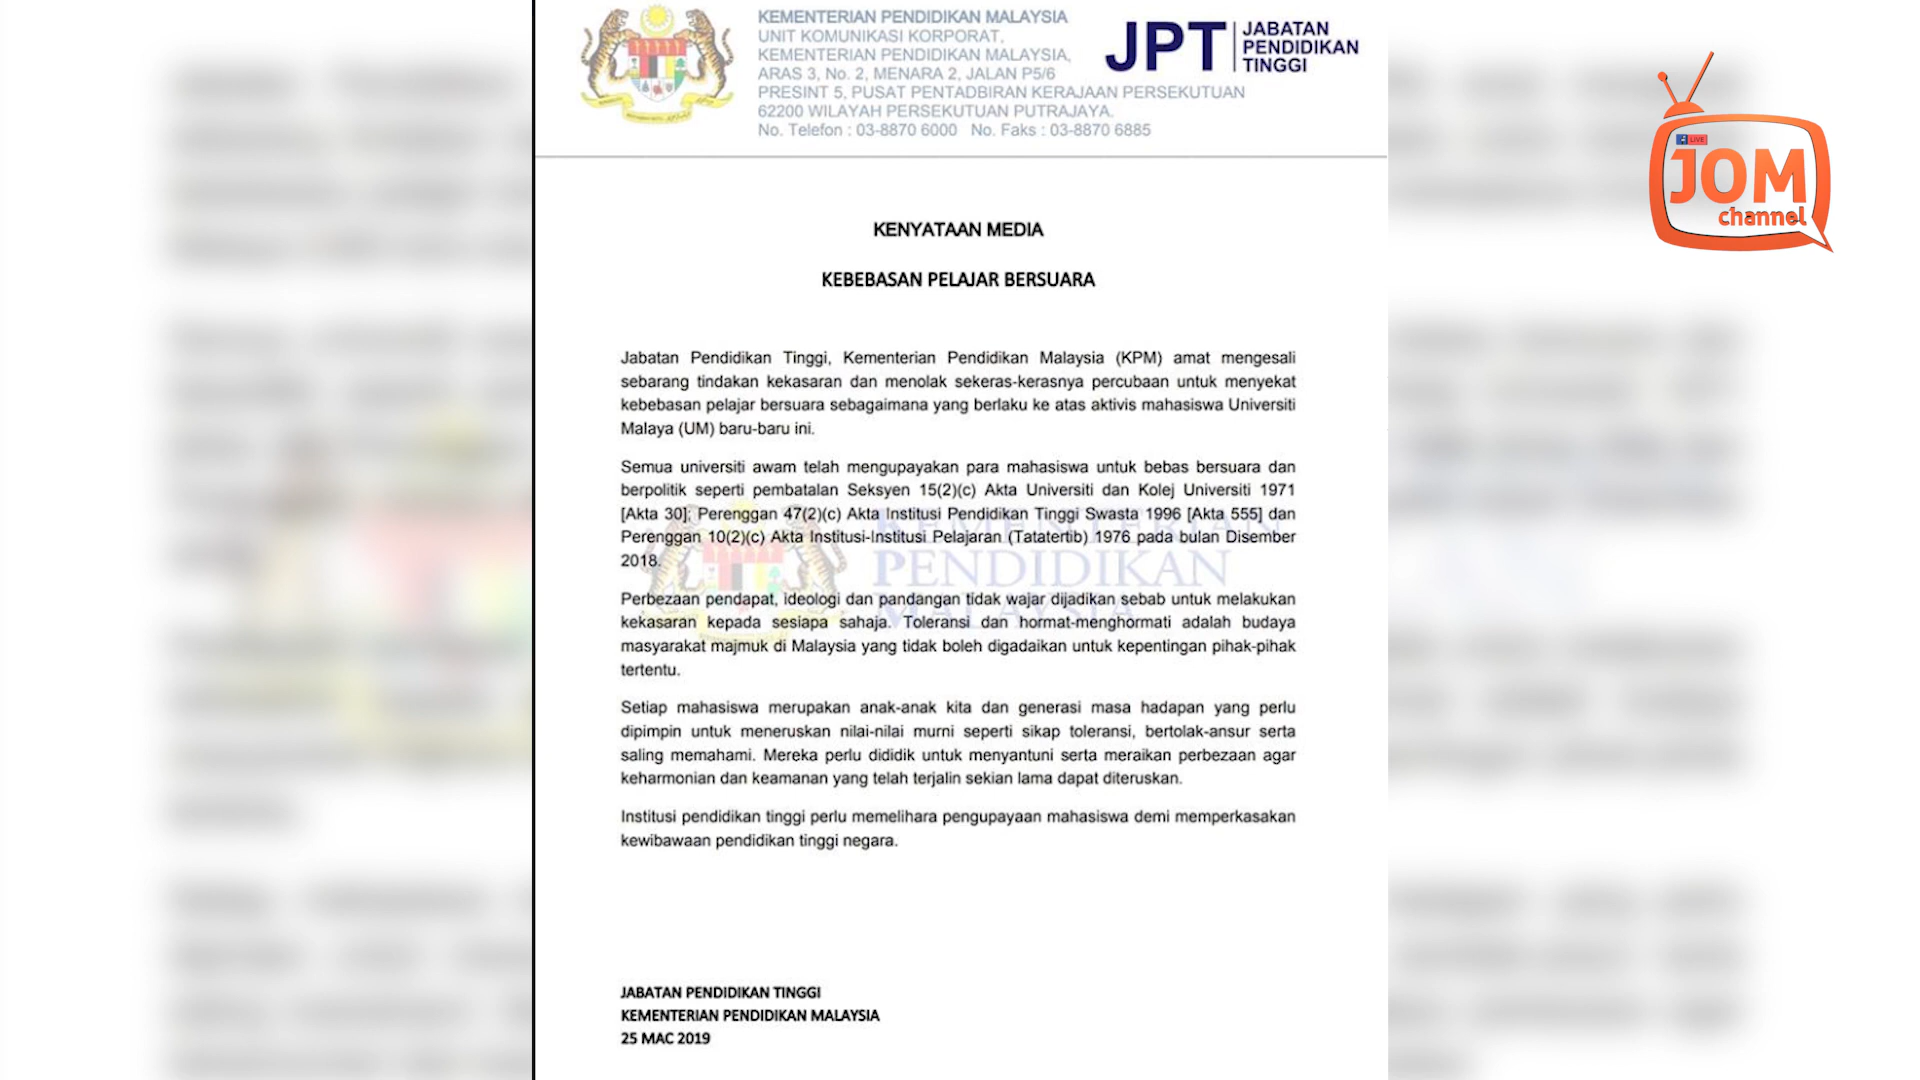 KEMENTERIAN PENDIDIKAN MALAYSIA
UNIT KOMUNIKASI KORPORAT,
KEMENTERIAN PENDIDIKAN MALAYSIA,
ARAS 3, No. 2, MENARA 2, JALAN P5/6
PRESINT 5, PUSAT PENTADBIRAN KERAJAAN PERSEKUTUAN
62200 WILAYAH PERSEKUTUAN PUTRAJAYA.
No. Telefon : 03-8870 6000 No. Faks : 03-8870 6885
JPT
JABATAN
PENDIDIKAN
TINGGI
LIVE
JOM
channel
KENYATAAN MEDIA
KEBEBASAN PELAJAR BERSUARA
Jabatan Pendidikan Tinggi, Kementerian Pendidikan Malaysia (KPM) amat mengesali
sebarang tindakan kekasaran dan menolak sekeras-kerasnya percubaan untuk menyekat
kebebasan pelajar bersuara sebagaimana yang berlaku ke atas aktivis mahasiswa Universiti
Malaya (UM) baru-baru ini.
Semua universiti awam telah mengupayakan para mahasiswa untuk bebas bersuara dan
berpolitik seperti pembatalan Seksyen 15(2)(c) Akta Universiti dan Kolej Universiti 1971
[Akta 30]; Perenggan 47(2)(c) Akta Institusi Pendidikan Tinggi Swasta 1996 [Akta 555] dan
Perenggan 10(2)(c) Akta Institusi-Institusi Pelajaran (Tatatertib) 1976 pada bulan Disember
2018.
Perbezaan pendapat, ideologi dan pandangan tidak wajar dijadikan sebab untuk melakukan
kekasaran kepada sesiapa sahaja. Toleransi dan hormat-menghormati adalah budaya
masyarakat majmuk di Malaysia yang tidak boleh digadaikan untuk kepentingan pihak-pihak
tertentu.
Setiap mahasiswa merupakan anak-anak kita dan generasi masa hadapan yang perlu
dipimpin untuk meneruskan nilai-nilai murni seperti sikap toleransi, bertolak-ansur serta
saling memahami. Mereka perlu dididik untuk menyantuni serta meraikan perbezaan agar
keharmonian dan keamanan yang telah terjalin sekian lama dapat diteruskan.
Institusi pendidikan tinggi perlu memelihara pengupayaan mahasiswa demi memperkasakan
kewibawaan pendidikan tinggi negara.
KEMENTERIAN
PENDIDIKAN
MALAYSIA
JABATAN PENDIDIKAN TINGGI
KEMENTERIAN PENDIDIKAN MALAYSIA
25 MAC 2019